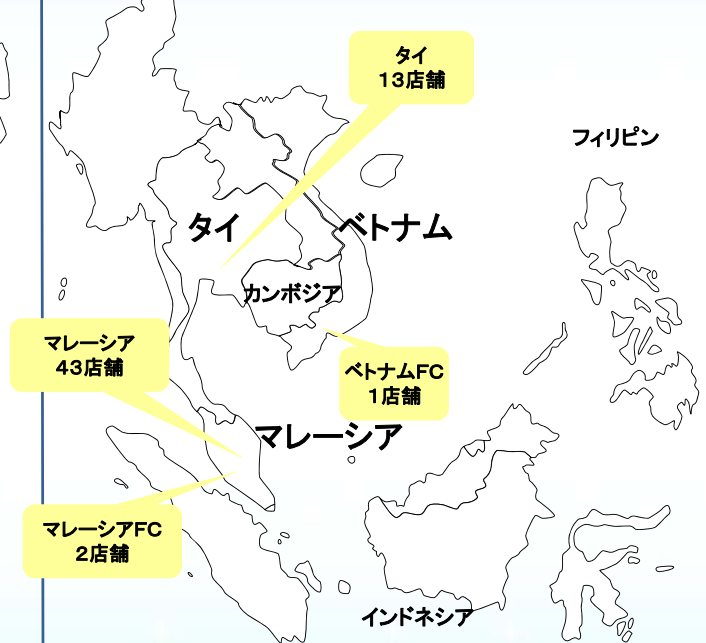 タイ
13店舗
フィリピン
タイ
ベトナム
カンボジア
マレーシア
43店舗
ベトナムFC
1店舗
マレーシア
マレーシアFC
2店舗
インドネシア